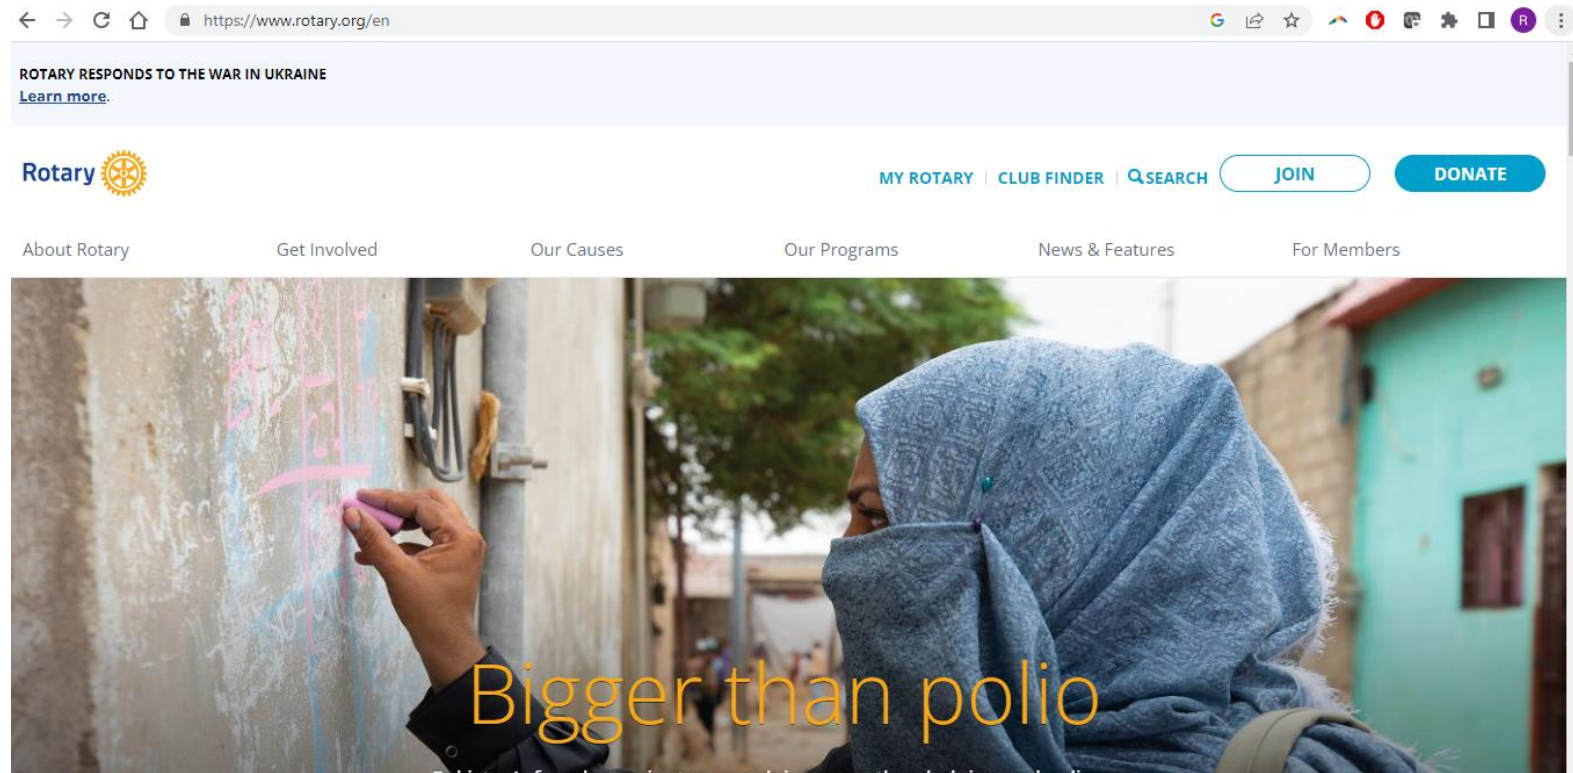 https://www.rotary.org/en
R
ROTARY RESPONDS TO THE WAR IN UKRAINE
Learn more.
Rotary
MY ROTARY | CLUB FINDER | SEARCH JOIN DONATE
About Rotary Get Involved Our Causes Our Programs News & Features For Members
Bigger than polio